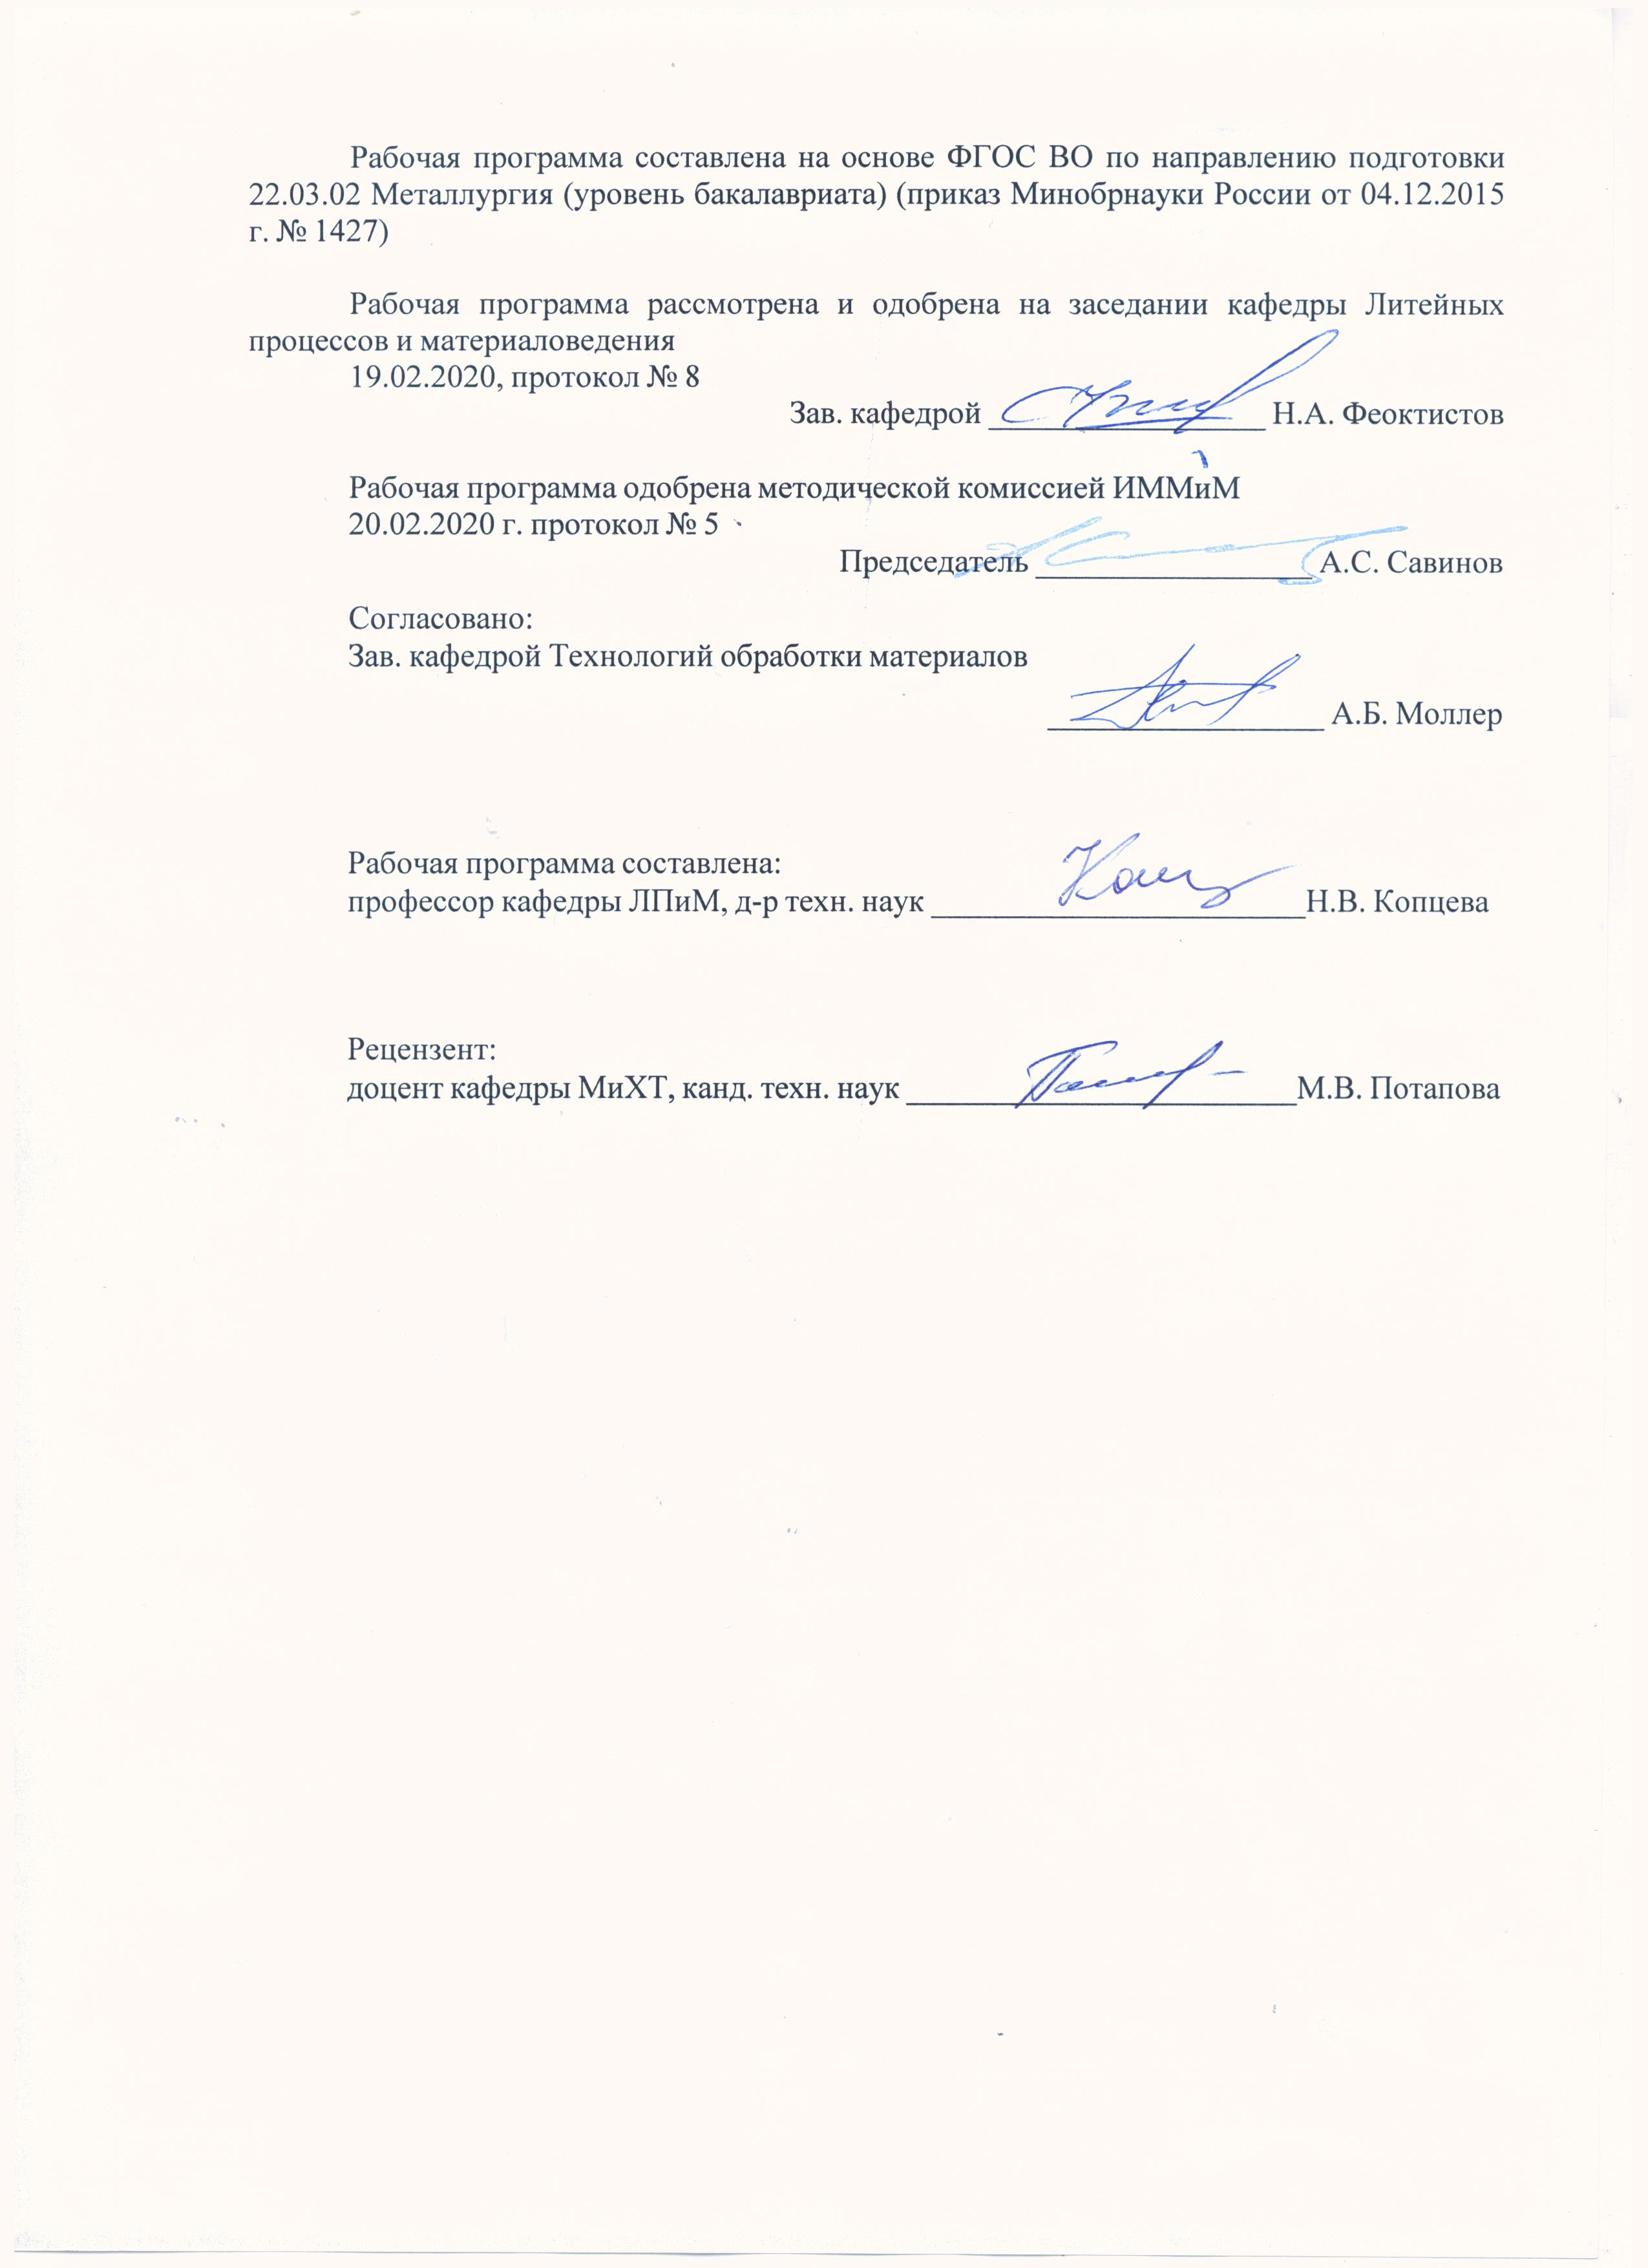 Рабочая программа составлена на основе ФГОС ВО по направлению подготовки
22.03.02 Металлургия (уровень бакалавриата) (приказ Минобрнауки России от 04.12.2015
г. № 1427)
Рабочая программа рассмотрена и одобрена на заседании кафедры Литейных
процессов и материаловедения
19.02.2020, протокол № 8
Зав. кафедрой ________________ Н.А. Феоктистов
Рабочая программа одобрена методической комиссией ИММиМ
20.02.2020 г. протокол № 5
Председатель ________________ А.С. Савинов
Согласовано:
Зав. кафедрой Технологий обработки материалов
________________ А.Б. Моллер
Рабочая программа составлена:
профессор кафедры ЛПиМ, д-р техн. наук ______________________Н.В. Копцева
Рецензент:
доцент кафедры МиХТ, канд. техн. наук ______________________М.В. Потапова